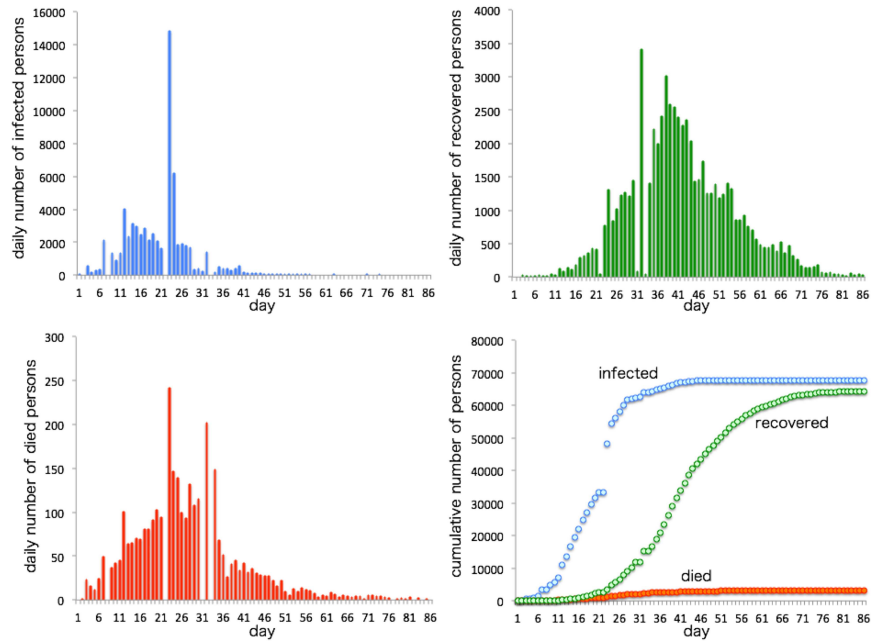 daily number of infected persons
16000
14000
12000
10000
8000
6000
4000
2000
0
1 6 11 16 21 26 31 36 41 46 51 56 61 66 71 76 81 86
day
daily number of recovered persons
4000
3500
3000
2500
2000
1500
1000
500
0
1 6 11 16 21 26 31 36 41 46 51 56 61 66 71 76 81 86
day
daily number of died persons
300
250
200
150
100
50
0
1 6 11 16 21 26 31 36 41 46 51 56 61 66 71 76 81 86
day
cumulative number of persons
80000
70000
60000
50000
40000
30000
20000
10000
0
infected
recovered
died
1 6 11 16 21 26 31 36 41 46 51 56 61 66 71 76 81 86
day